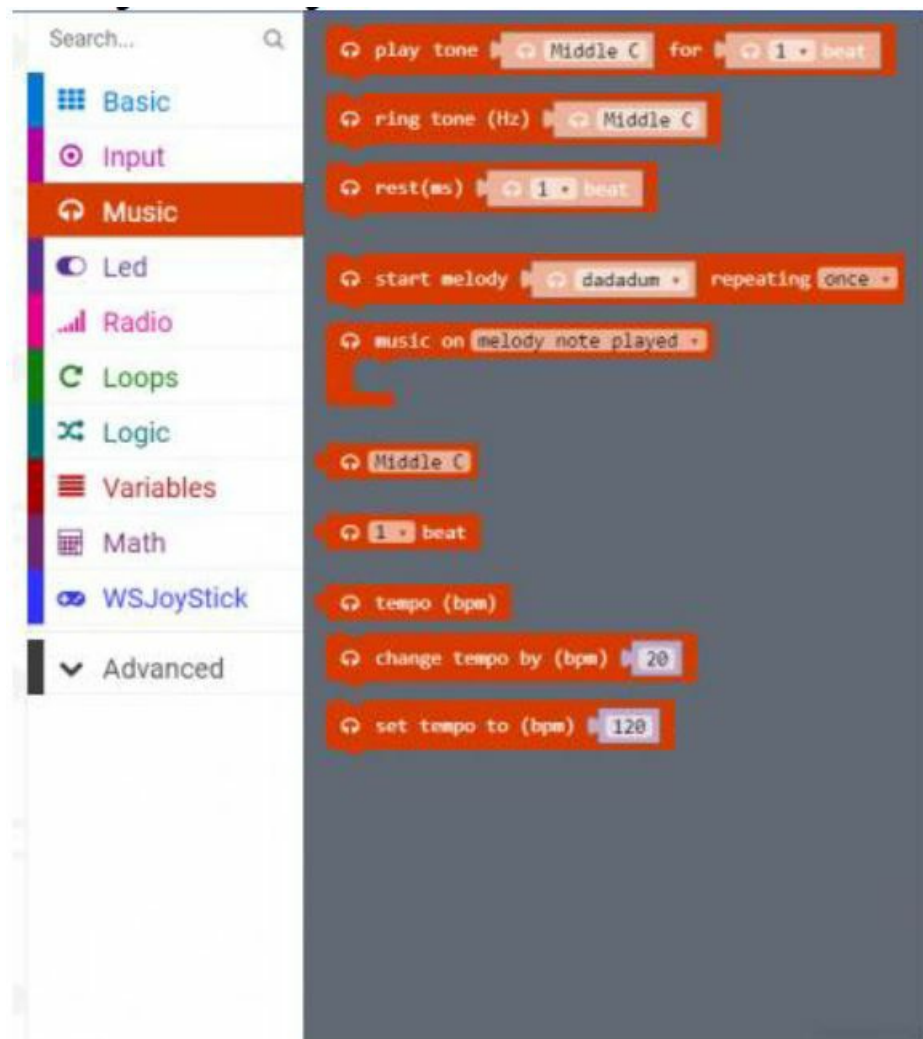 Search...
Basic
Input
Music
Led
Radio
Loops
Logic
Variables
Math
WSJoyStick
Advanced
play tone Middle C for 1 beat
ring tone (Hz) Middle C
rest(ms) 1 beat
start melody dadadum repeating once
music on melody note played
Middle C
1 beat
tempo (bpm)
change tempo by (bpm) 20
set tempo to (bpm) 120